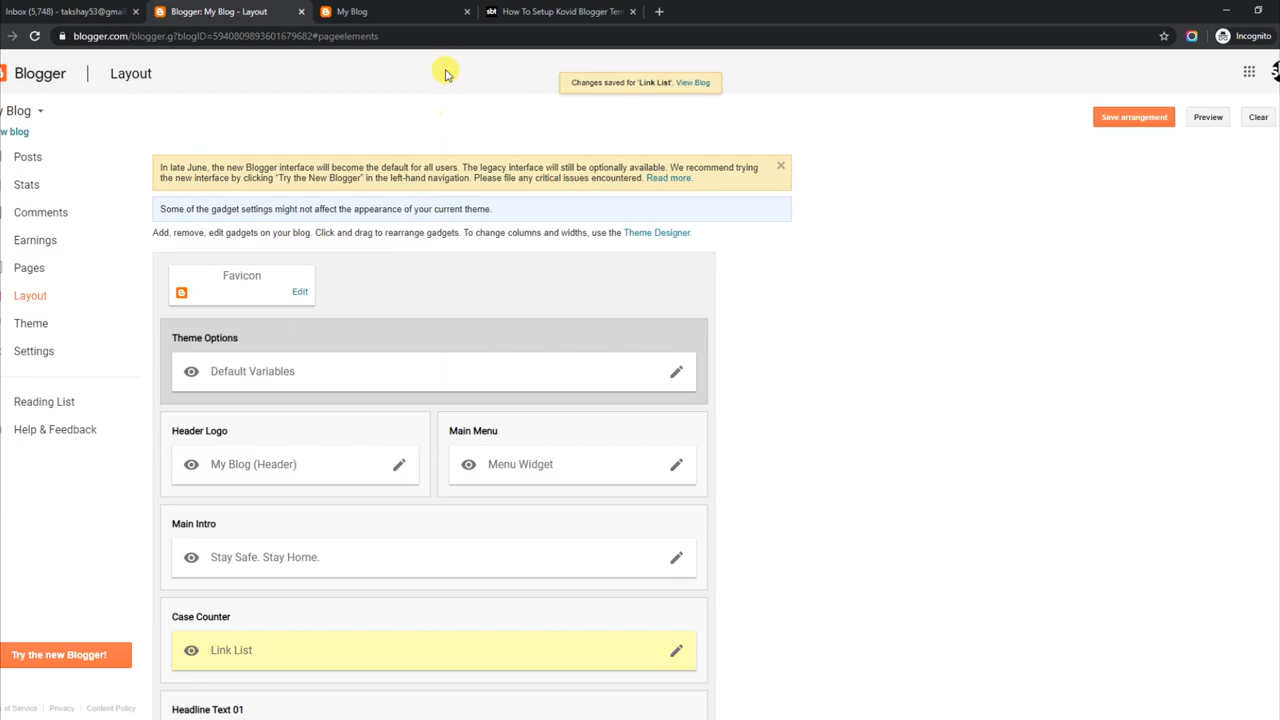 Inbox (5,748) - takshay53@gmail
Blogger: My Blog - Layout
My Blog
How To Setup Kovid Blogger Tem
blogger.com/blogger.g?blogID=5940809893601679682#pageelements
Incognito
Blogger
Layout
Changes saved for 'Link List'. View Blog
y Blog
w blog
Save arrangement
Preview
Clear
Posts
Stats
Comments
Earnings
Pages
Layout
Theme
Settings
Reading List
Help & Feedback
Try the new Blogger!
of Service
Privacy
Content Policy
In late June, the new Blogger interface will become the default for all users. The legacy interface will still be optionally available. We recommend trying
the new interface by clicking "Try the New Blogger" in the left-hand navigation. Please file any critical issues encountered. Read more.
Some of the gadget settings might not affect the appearance of your current theme.
Add, remove, edit gadgets on your blog. Click and drag to rearrange gadgets. To change columns and widths, use the Theme Designer.
Favicon
Edit
Theme Options
Default Variables
Header Logo
My Blog (Header)
Main Menu
Menu Widget
Main Intro
Stay Safe. Stay Home.
Case Counter
Link List
Headline Text 01